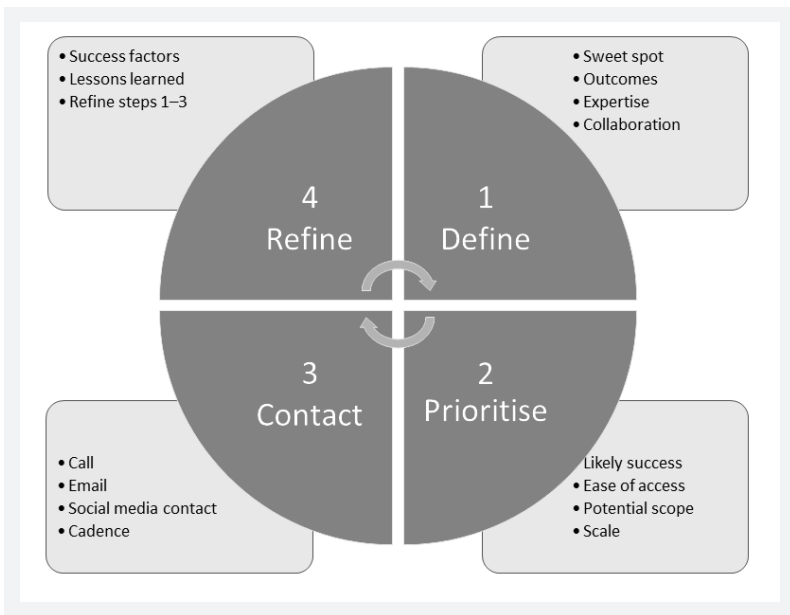 • Success factors
• Lessons learned
• Refine steps 1–3
• Sweet spot
• Outcomes
• Expertise
• Collaboration
4
Refine
1
Define
3
Contact
2
Prioritise
• Call
• Email
• Social media contact
• Cadence
Likely success
• Ease of access
• Potential scope
• Scale